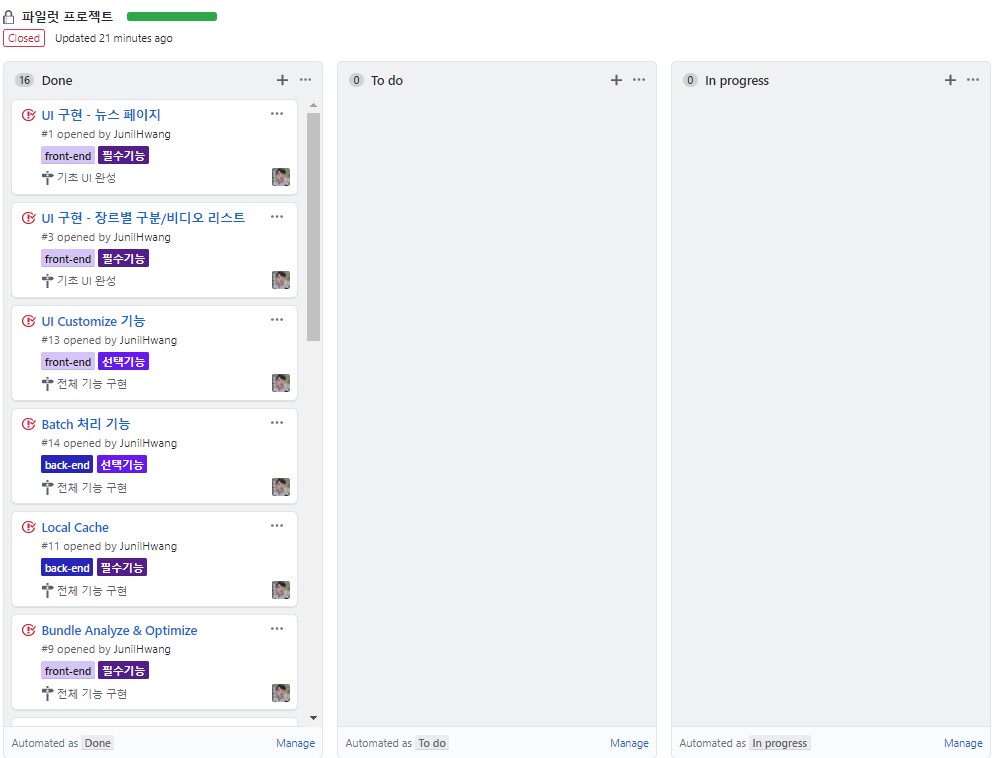 파일럿 프로젝트
Closed Updated 21 minutes ago
16 Done
UI 구현 - 뉴스 페이지
#1 opened by JunilHwang
front-end 필수기능
기초 UI 완성
UI 구현 - 장르별 구분/비디오 리스트
#3 opened by JunilHwang
front-end 필수기능
기초 UI 완성
UI Customize 기능
#13 opened by JunilHwang
front-end 선택기능
전체 기능 구현
Batch 처리 기능
#14 opened by JunilHwang
back-end 선택기능
전체 기능 구현
Local Cache
#11 opened by JunilHwang
back-end 필수기능
전체 기능 구현
Bundle Analyze & Optimize
#9 opened by JunilHwang
front-end 필수기능
전체 기능 구현
Automated as Done Manage
0 To do
Automated as To do Manage
0 In progress
Automated as In progress Manage